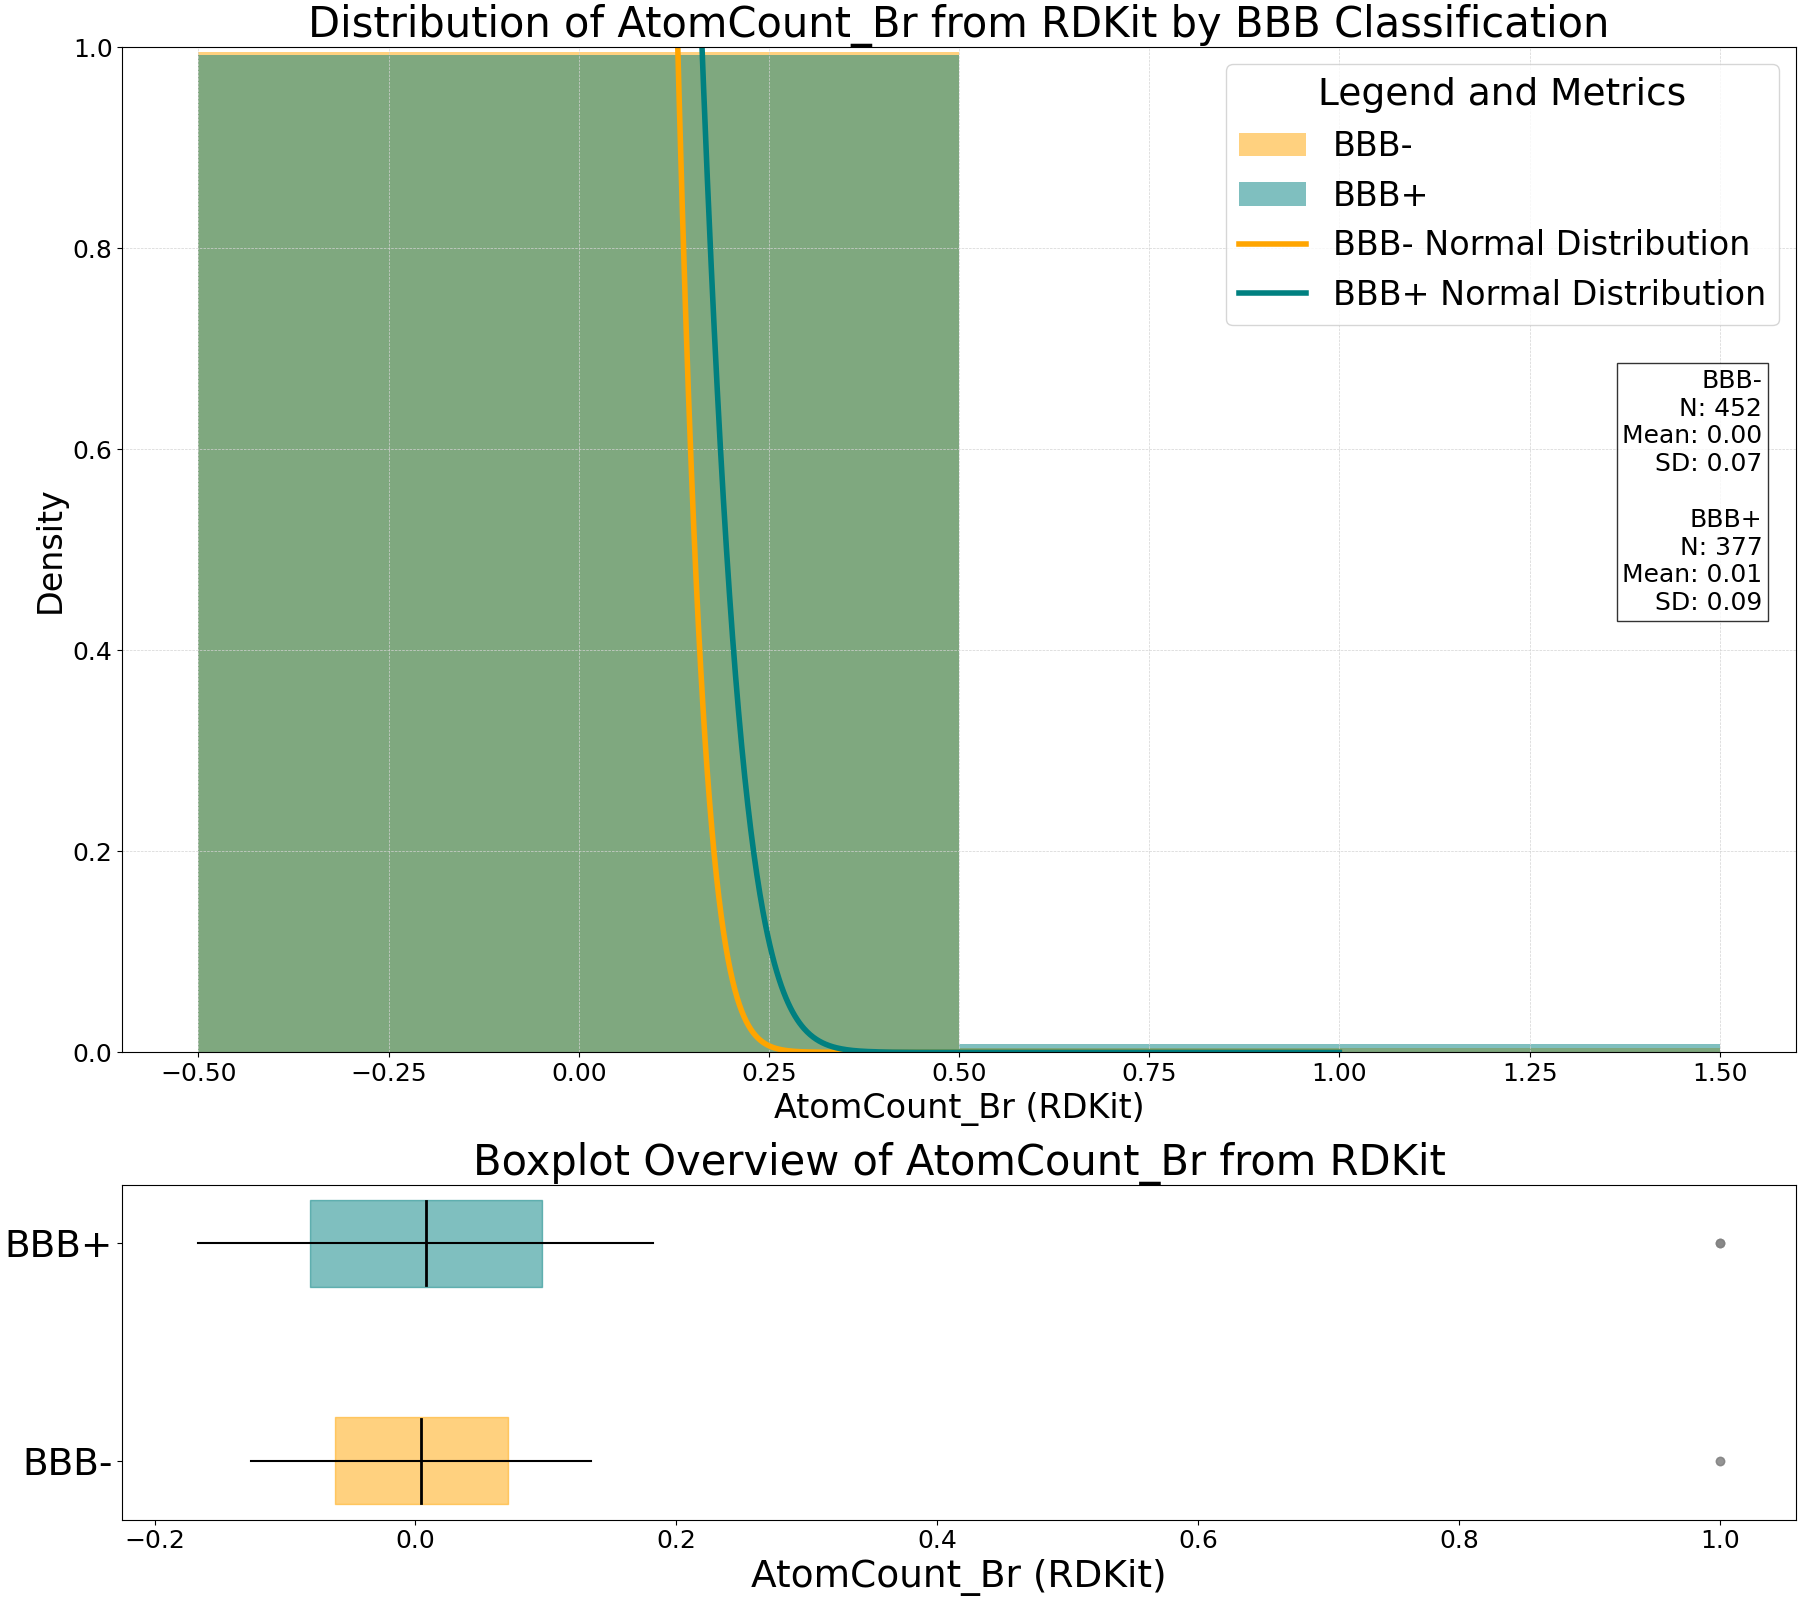 Distribution of AtomCount_Br from RDKit by BBB Classification
1.0
0.8
0.6
0.4
0.2
0.0
Density
Legend and Metrics
BBB-
BBB+
BBB- Normal Distribution
BBB+ Normal Distribution
BBB-
N: 452
Mean: 0.00
SD: 0.07
BBB+
N: 377
Mean: 0.01
SD: 0.09
−0.50 −0.25 0.00 0.25 0.50 0.75 1.00 1.25 1.50
AtomCount_Br (RDKit)
Boxplot Overview of AtomCount_Br from RDKit
BBB+
BBB-
−0.2 0.0 0.2 0.4 0.6 0.8 1.0
AtomCount_Br (RDKit)